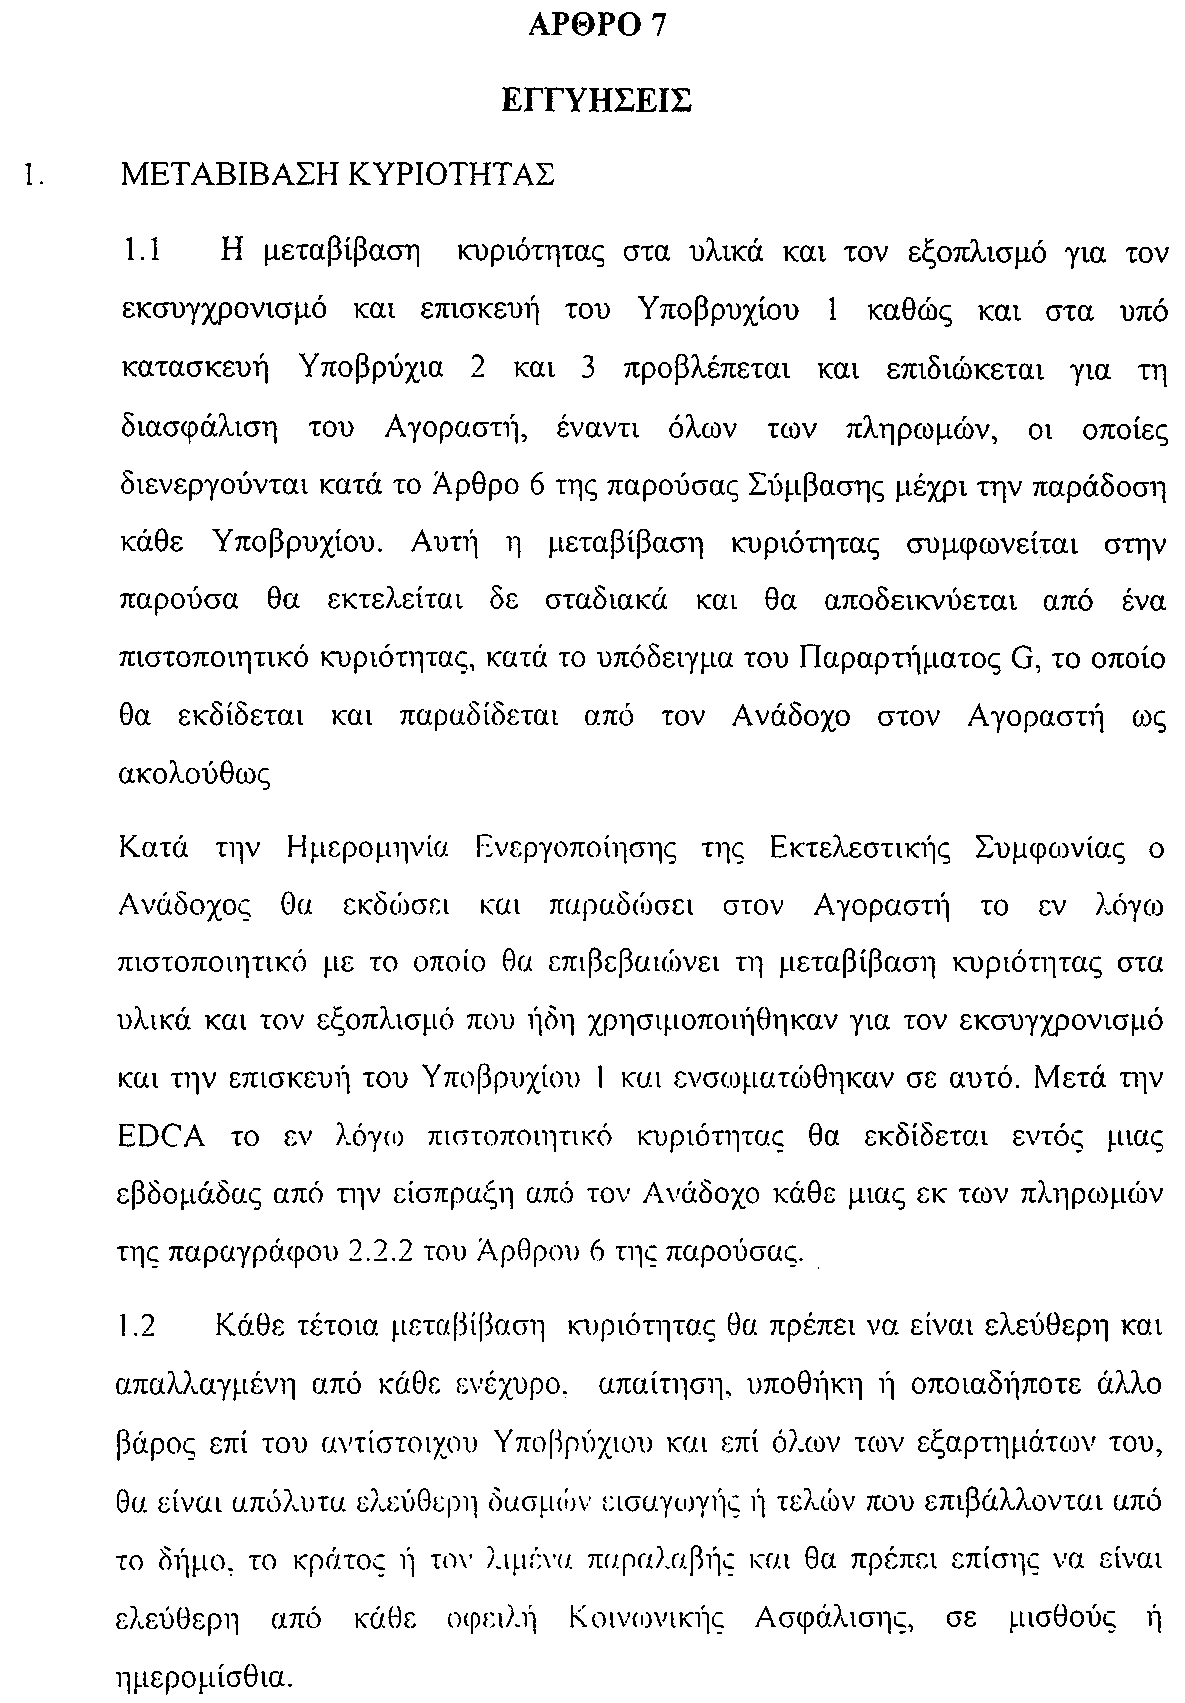 ΑΡΘΡΟ 7
ΕΓΓΥΗΣΕΙΣ
1. ΜΕΤΑΒΙΒΑΣΗ ΚΥΡΙΟΤΗΤΑΣ
1.1 Η μεταβίβαση κυριότητας στα υλικά και τον εξοπλισμό για τον
εκσυγχρονισμό και επισκευή του Υποβρυχίου 1 καθώς και στα υπό
κατασκευή Υποβρύχια 2 και 3 προβλέπεται και επιδιώκεται για τη
διασφάλιση του Αγοραστή, έναντι όλων των πληρωμών, οι οποίες
διενεργούνται κατά το Άρθρο 6 της παρούσας Σύμβασης μέχρι την παράδοση
κάθε Υποβρυχίου. Αυτή η μεταβίβαση κυριότητας συμφωνείται στην
παρούσα θα εκτελείται δε σταδιακά και θα αποδεικνύεται από ένα
πιστοποιητικό κυριότητας, κατά το υπόδειγμα του Παραρτήματος G, το οποίο
θα εκδίδεται και παραδίδεται από τον Ανάδοχο στον Αγοραστή ως
ακολούθως
Κατά την Ημερομηνία Ενεργοποίησης της Εκτελεστικής Συμφωνίας ο
Ανάδοχος θα εκδώσει και παραδώσει στον Αγοραστή το εν λόγω
πιστοποιητικό με το οποίο θα επιβεβαιώνει τη μεταβίβαση κυριότητας στα
υλικά και τον εξοπλισμό που ήδη χρησιμοποιήθηκαν για τον εκσυγχρονισμό
και την επισκευή του Υποβρυχίου 1 και ενσωματώθηκαν σε αυτό. Μετά την
EDCA το εν λόγω πιστοποιητικό κυριότητας θα εκδίδεται εντός μιας
εβδομάδας από την είσπραξη από τον Ανάδοχο κάθε μιας εκ των πληρωμών
της παραγράφου 2.2.2 του Άρθρου 6 της παρούσας.
1.2 Κάθε τέτοια μεταβίβαση κυριότητας θα πρέπει να είναι ελεύθερη και
απαλλαγμένη από κάθε ενέχυρο, απαίτηση, υποθήκη ή οποιαδήποτε άλλο
βάρος επί του αντίστοιχου Υποβρύχιου και επί όλων των εξαρτημάτων του,
θα είναι απόλυτα ελεύθερη δασμών εισαγωγής ή τελών που επιβάλλονται από
το δήμο, το κράτος ή τον λιμένα παραλαβής και θα πρέπει επίσης να είναι
ελεύθερη από κάθε οφειλή Κοινωνικής Ασφάλισης, σε μισθούς ή
ημερομίσθια.